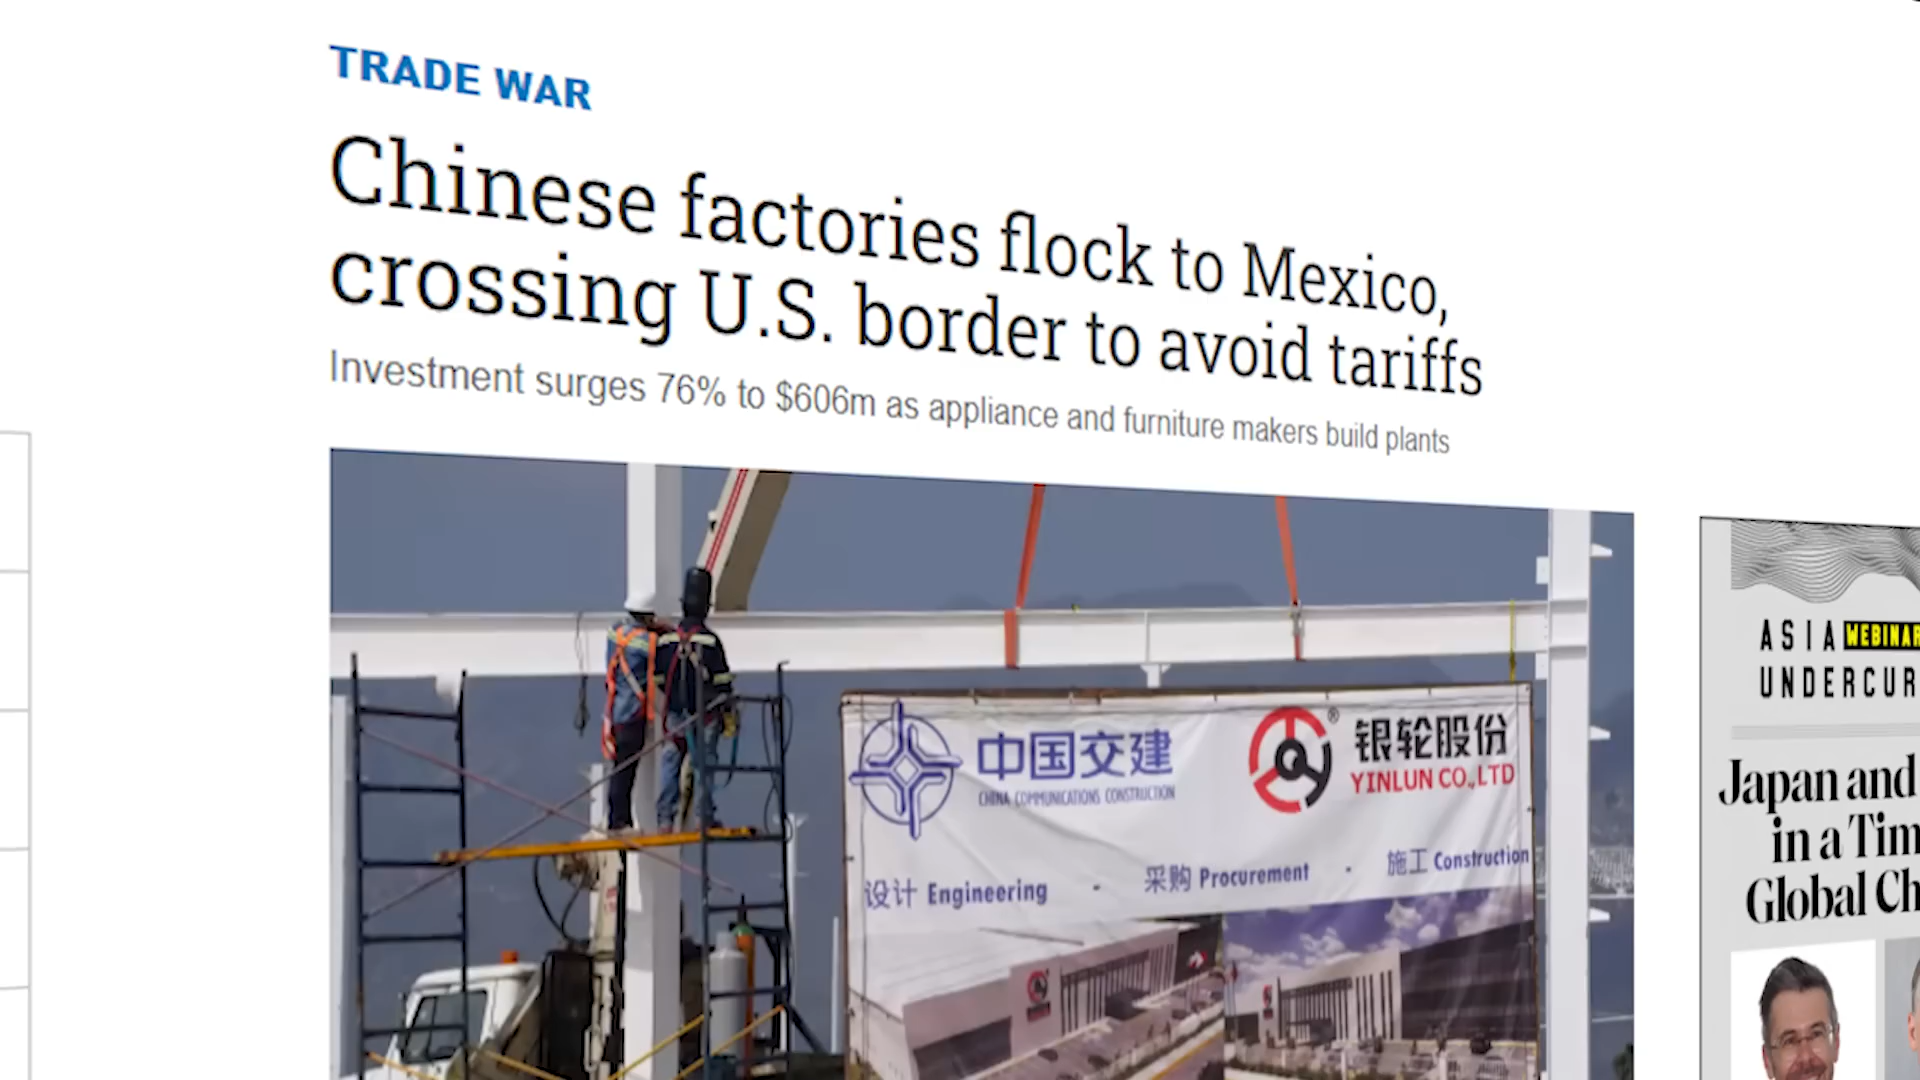 TRADE WAR
Chinese factories flock to Mexico,
crossing U.S. border to avoid tariffs
Investment surges 76% to $606m as appliance and furniture makers build plants
中国交建
CHINA COMMUNICATIONS CONSTRUCTION
®
银轮股份
YINLUN CO.,LTD
设计 Engineering - 采购 Procurement - 施工 Construction
ASIA WEBINAR
UNDERCUR
Japan and
in a Tim
Global Ch